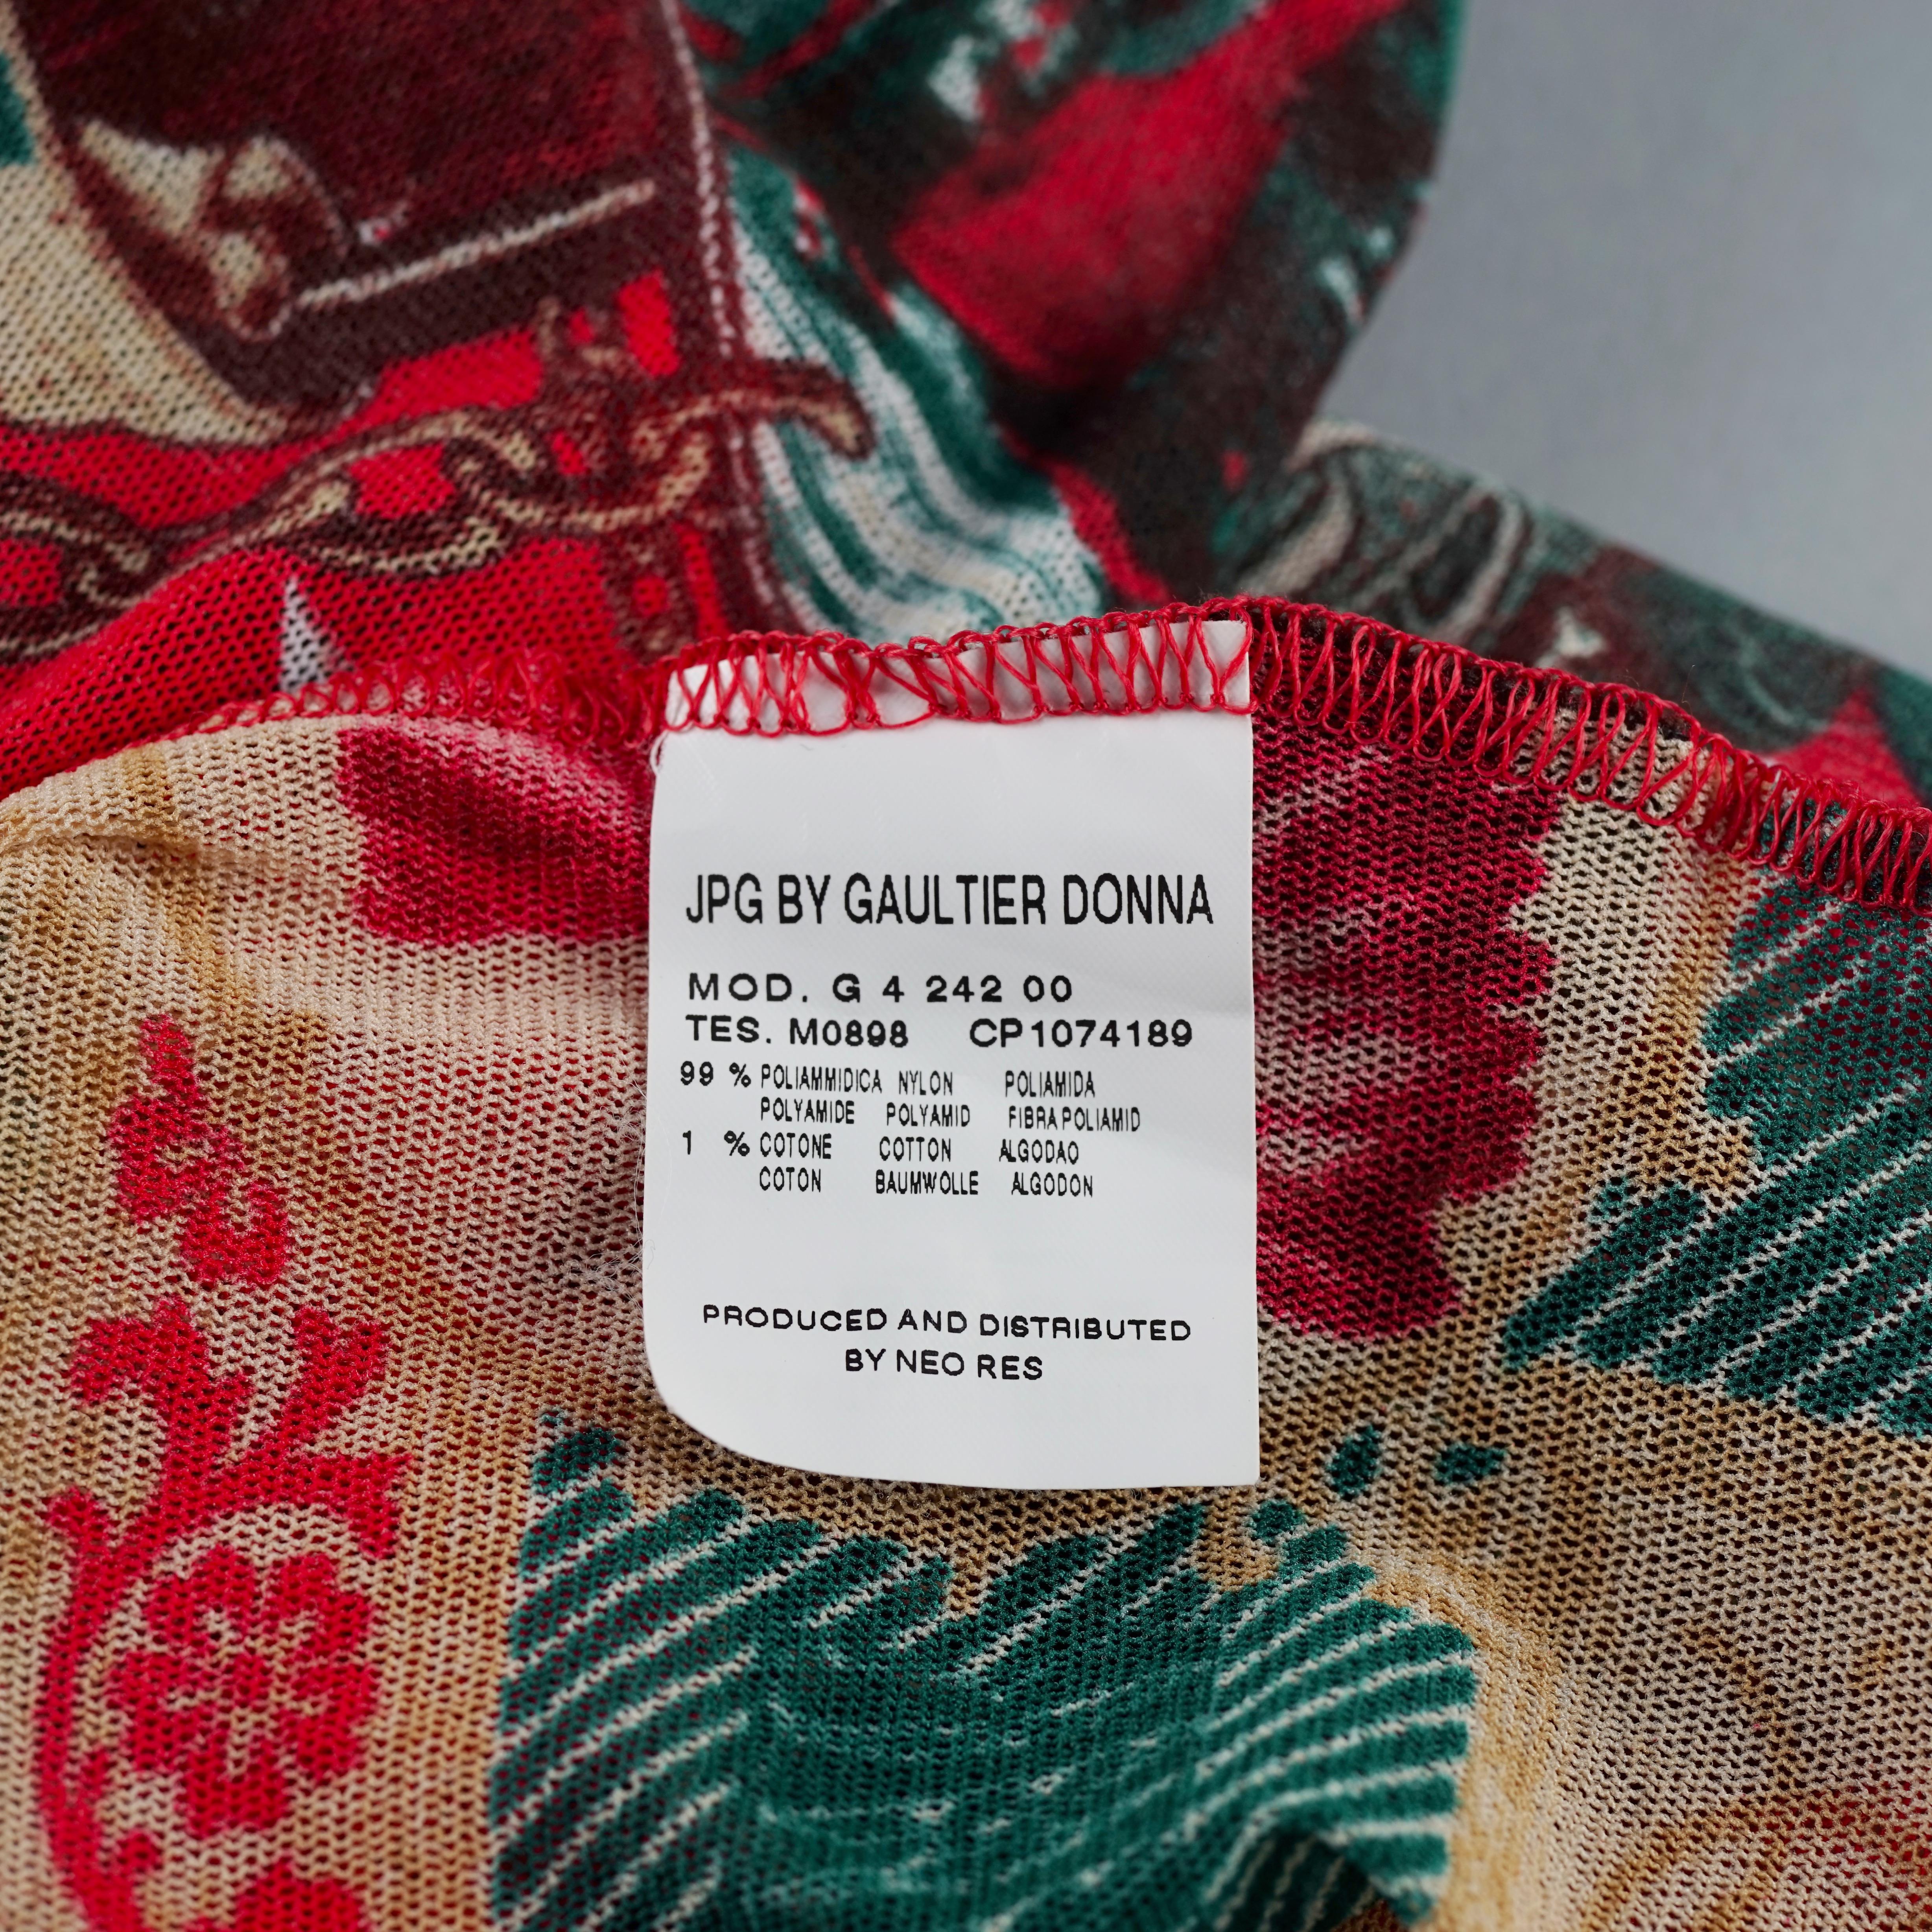 JPG BY GAULTIER DONNA
MOD. G 4 242 00
TES. M0898 CP1074189
99 % POLIAMMIDICA NYLON POLIAMIDA
POLYAMIDE POLYAMID FIBRA POLIAMID
1 % COTONE COTTON ALGODAO
COTON BAUMWOLLE ALGODON
PRODUCED AND DISTRIBUTED
BY NEO RES